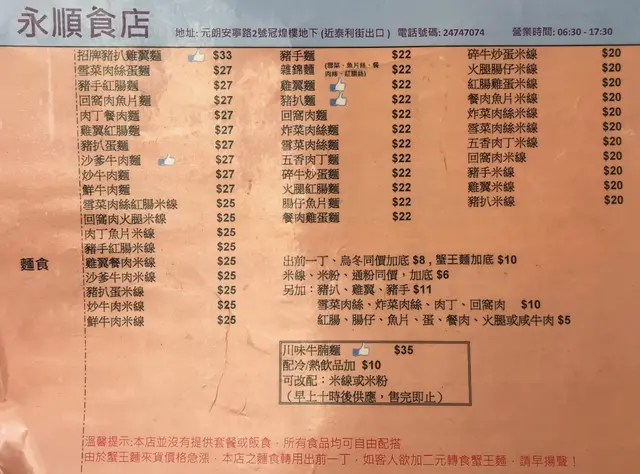 永順食店
地址: 元朗安寧路2號冠煌樓地下 (近泰利街出口) 電話號碼: 24747074 營業時間: 06:30 - 17:30
麵食
招牌豬扒雞翼麵 $33
雪菜肉絲蛋麵 $27
豬手紅腸麵 $27
回窩肉魚片麵 $27
肉丁餐肉麵 $27
雞翼紅腸麵 $27
豬扒蛋麵 $27
沙爹牛肉麵 $27
炒牛肉麵 $27
鮮牛肉麵 $27
雪菜肉絲紅腸米線 $25
回窩肉火腿米線 $25
肉丁魚片米線 $25
豬手紅腸米線 $25
雞翼餐肉米線 $25
沙爹牛肉米線 $25
豬扒蛋米線 $25
炒牛肉米線 $25
鮮牛肉米線 $25
豬手麵 $22
雜錦麵 $22
雞翼麵 $22
豬扒麵 $22
回窩肉麵 $22
炸菜肉絲麵 $22
雪菜肉絲麵 $22
五香肉丁麵 $22
碎牛炒蛋麵 $22
火腿紅腸麵 $22
腸仔魚片麵 $22
餐肉雞蛋麵 $22
碎牛炒蛋米線 $20
火腿腸仔米線 $20
紅腸雞蛋米線 $20
餐肉魚片米線 $20
炸菜肉絲米線 $20
雪菜肉絲米線 $20
五香肉丁米線 $20
回窩肉米線 $20
豬手米線 $20
雞翼米線 $20
豬扒米線 $20
出前一丁、烏冬同價加底 $8 , 蟹王麵加底 $10
米線、米粉、通粉同價, 加底 $6
另加: 豬扒、雞翼、豬手 $11
雪菜肉絲、炸菜肉絲、肉丁、回窩肉 $10
紅腸、腸仔、魚片、蛋、餐肉、火腿或咸牛肉 $5
川味牛腩麵 $35
配冷/熱飲品加 $10
可改配: 米線或米粉
(早上十時後供應, 售完即止)
溫馨提示:本店並沒有提供套餐或飯食, 所有食品均可自由配搭
由於蟹王麵來貨價格急漲, 本店之麵食轉用出前一丁, 如客人欲加二元轉食蟹王麵, 請早揚聲!